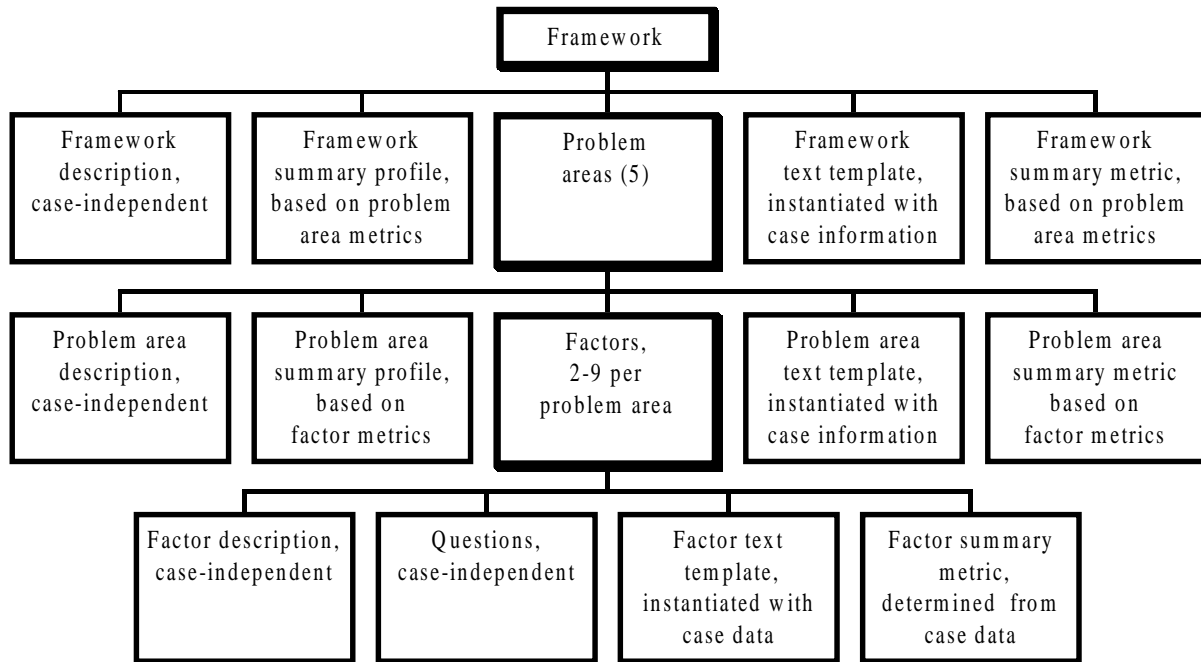 Framework
Framework
description,
case-independent
Framework
summary profile,
based on problem
area metrics
Problem
areas (5)
Framework
text template,
instantiated with
case information
Framework
summary metric,
based on problem
area metrics
Problem area
description,
case-independent
Problem area
summary profile,
based on
factor metrics
Factors,
2-9 per
problem area
Problem area
text template,
instantiated with
case information
Problem area
summary metric
based on
factor metrics
Factor description,
case-independent
Questions,
case-independent
Factor text
template,
instantiated with
case data
Factor summary
metric,
determined from
case data